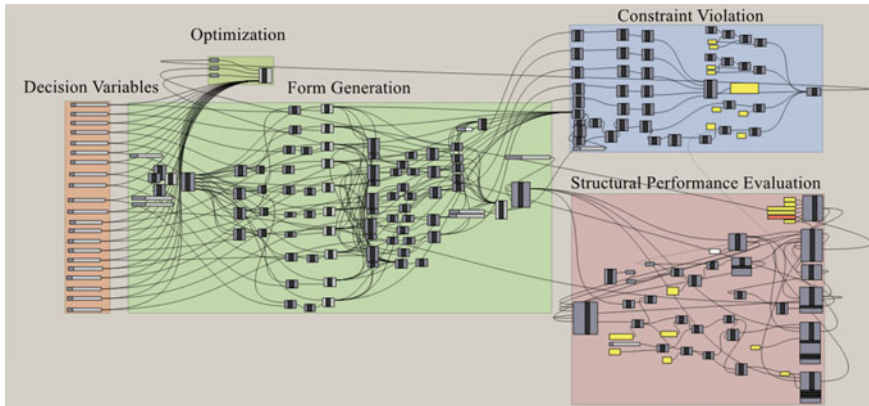 Constraint Violation
Optimization
Decision Variables
Form Generation
Structural Performance Evaluation